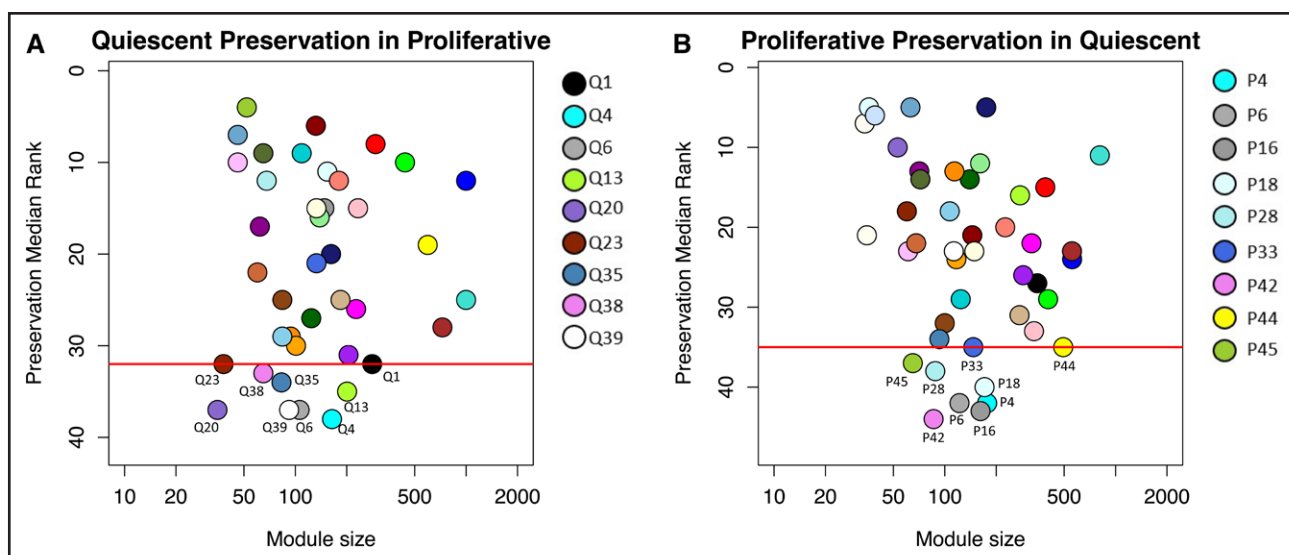 A Quiescent Preservation in Proliferative
Preservation Median Rank
0
10
20
30
40
Q23
Q38
Q35
Q1
Q20
Q39
Q6
Q13
Q4
10 20 50 100 500 2000
Module size
Q1
Q4
Q6
Q13
Q20
Q23
Q35
Q38
Q39
B Proliferative Preservation in Quiescent
Preservation Median Rank
0
10
20
30
40
P33
P44
P45
P28
P18
P4
P6
P16
P42
10 20 50 100 500 2000
Module size
P4
P6
P16
P18
P28
P33
P42
P44
P45